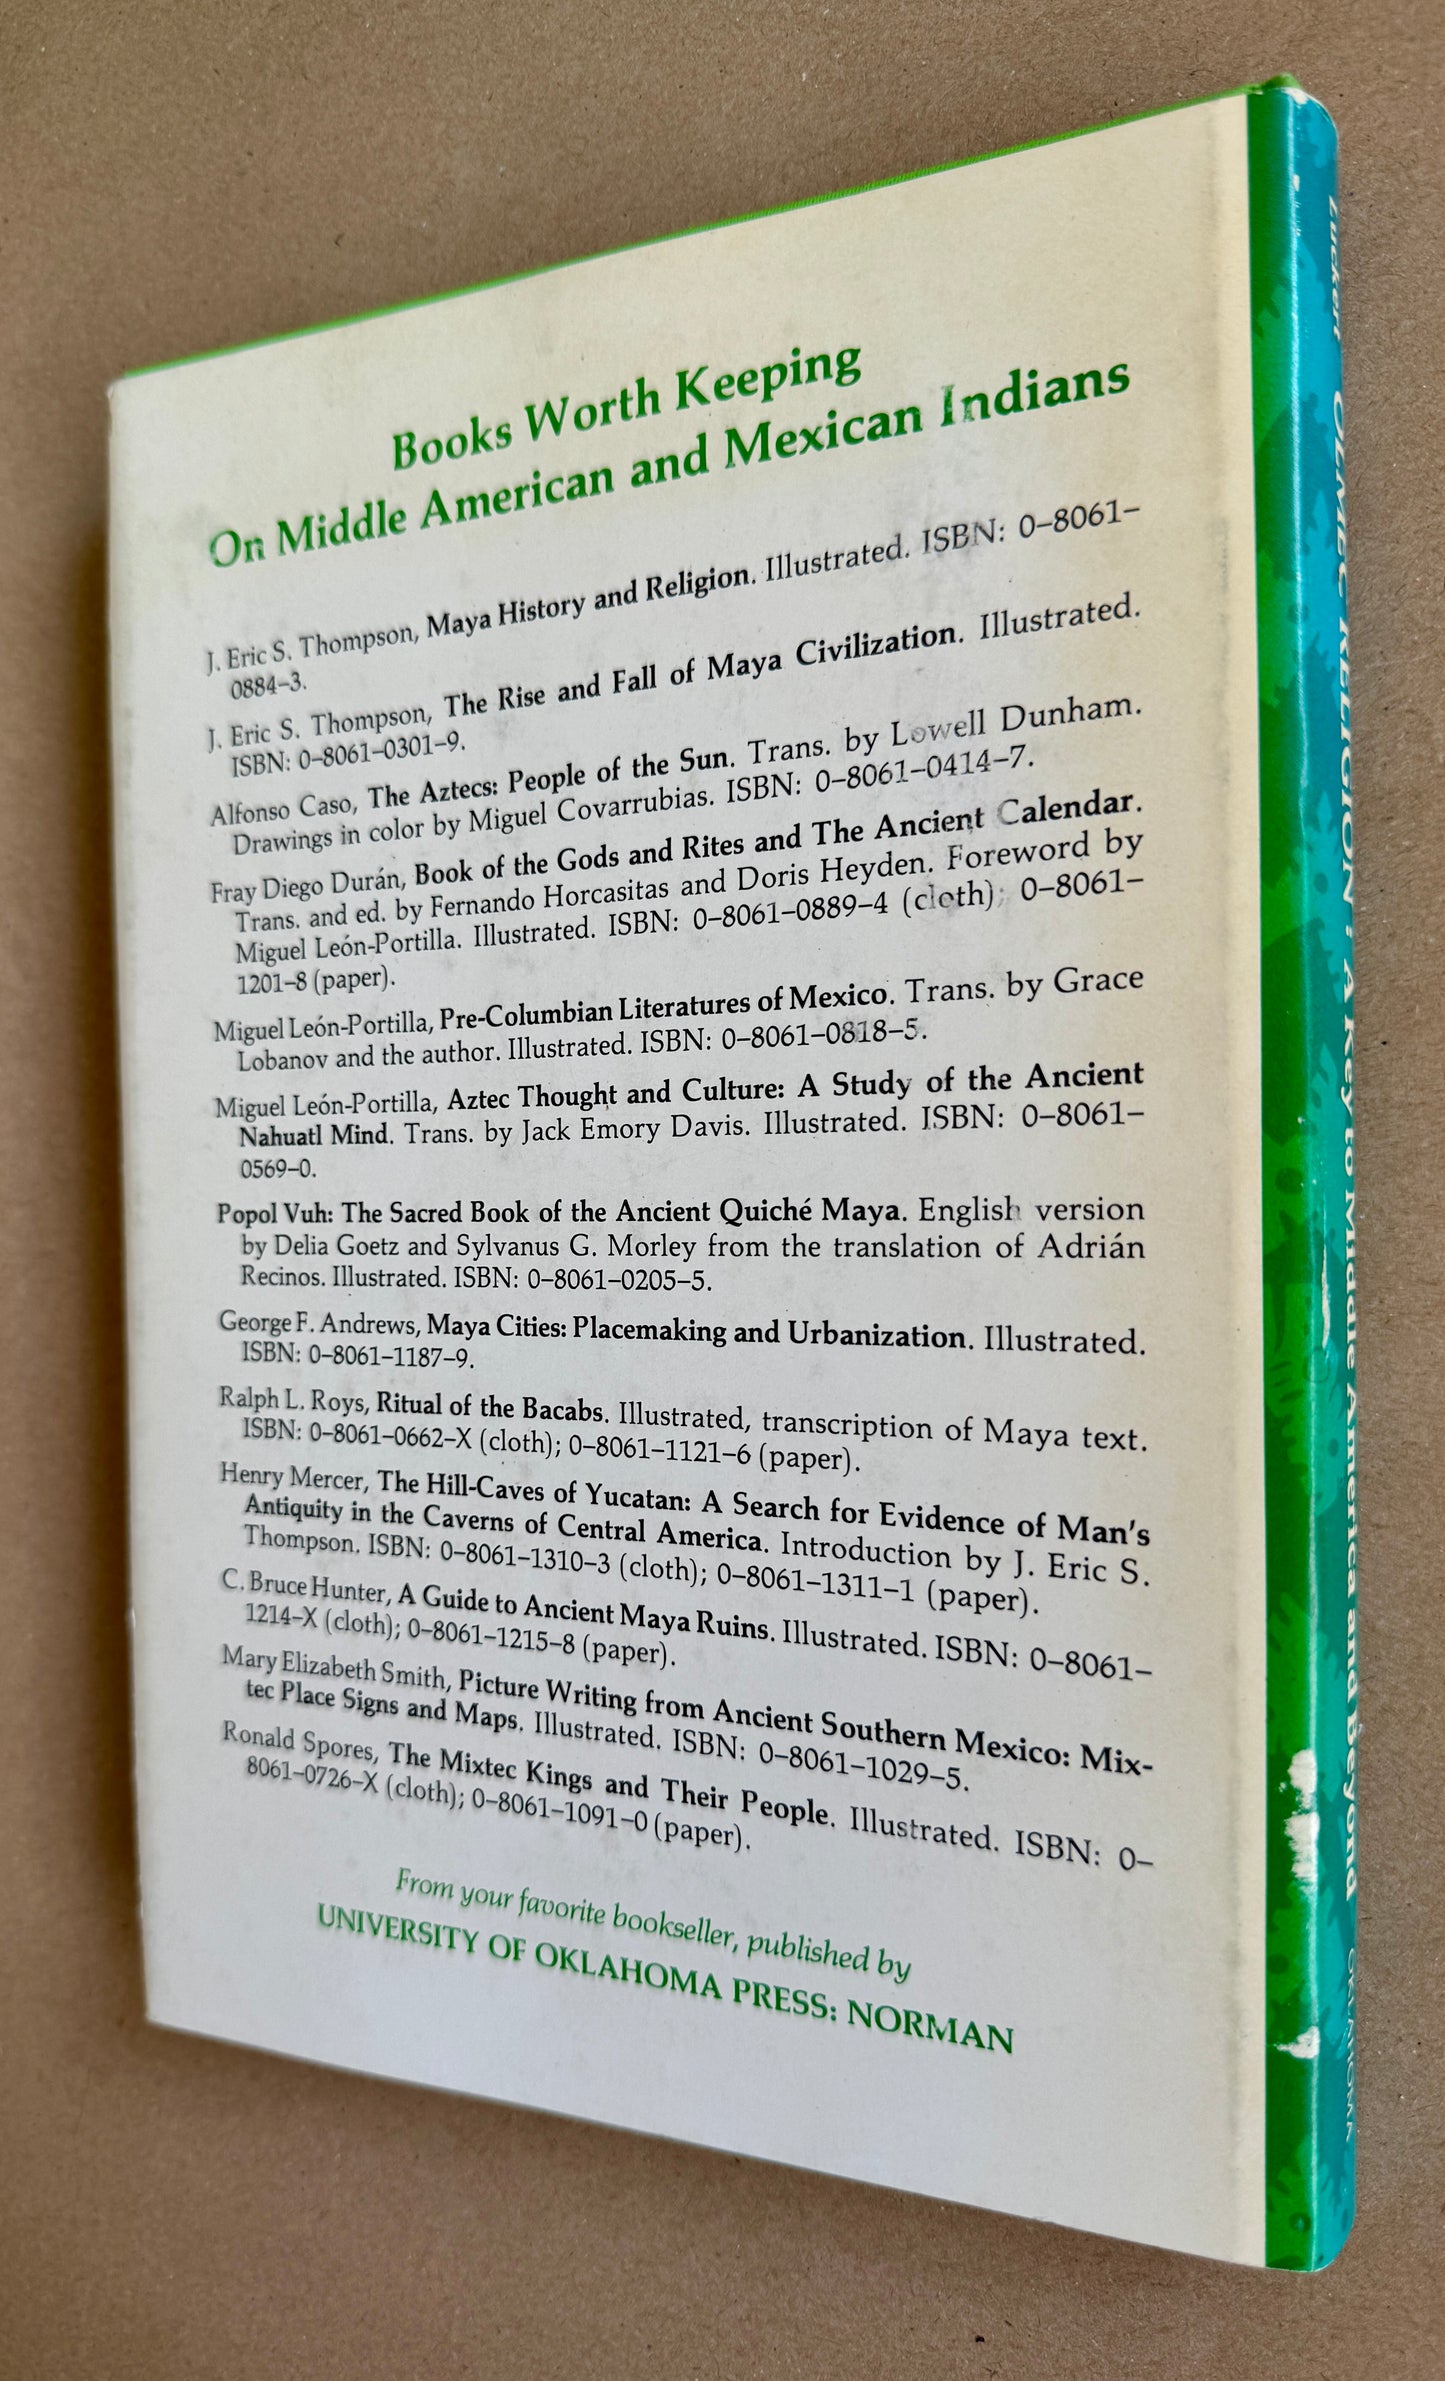 Books Worth Keeping
On Middle American and Mexican Indians
J. Eric S. Thompson, Maya History and Religion. Illustrated. ISBN: 0–8061–
0884–3.
J. Eric S. Thompson, The Rise and Fall of Maya Civilization. Illustrated.
ISBN: 0–8061–0301–9.
Alfonso Caso, The Aztecs: People of the Sun. Trans. by Lowell Dunham.
Drawings in color by Miguel Covarrubias. ISBN: 0–8061–0414–7.
Fray Diego Durán, Book of the Gods and Rites and The Ancient Calendar.
Trans. and ed. by Fernando Horcasitas and Doris Heyden. Foreword by
Miguel León-Portilla. Illustrated. ISBN: 0–8061–0889–4 (cloth); 0–8061–
1201–8 (paper).
Miguel León-Portilla, Pre-Columbian Literatures of Mexico. Trans. by Grace
Lobanov and the author. Illustrated. ISBN: 0–8061–0818–5.
Miguel León-Portilla, Aztec Thought and Culture: A Study of the Ancient
Nahuatl Mind. Trans. by Jack Emory Davis. Illustrated. ISBN: 0–8061–
0569–0.
Popol Vuh: The Sacred Book of the Ancient Quiché Maya. English version
by Delia Goetz and Sylvanus G. Morley from the translation of Adrián
Recinos. Illustrated. ISBN: 0–8061–0205–5.
George F. Andrews, Maya Cities: Placemaking and Urbanization. Illustrated.
ISBN: 0–8061–1187–9.
Ralph L. Roys, Ritual of the Bacabs. Illustrated, transcription of Maya text.
ISBN: 0–8061–0662–X (cloth); 0–8061–1121–6 (paper).
Henry Mercer, The Hill-Caves of Yucatan: A Search for Evidence of Man's
Antiquity in the Caverns of Central America. Introduction by J. Eric S.
Thompson. ISBN: 0–8061–1310–3 (cloth); 0–8061–1311–1 (paper).
C. Bruce Hunter, A Guide to Ancient Maya Ruins. Illustrated. ISBN: 0–8061–
1214–X (cloth); 0–8061–1215–8 (paper).
Mary Elizabeth Smith, Picture Writing from Ancient Southern Mexico: Mix-
tec Place Signs and Maps. Illustrated. ISBN: 0–8061–1029–5.
Ronald Spores, The Mixtec Kings and Their People. Illustrated. ISBN: 0–
8061–0726–X (cloth); 0–8061–1091–0 (paper).
From your favorite bookseller, published by
UNIVERSITY OF OKLAHOMA PRESS: NORMAN
Luckert OLMEC RELIGION: A Key to Middle America and Beyond OKLAHOMA